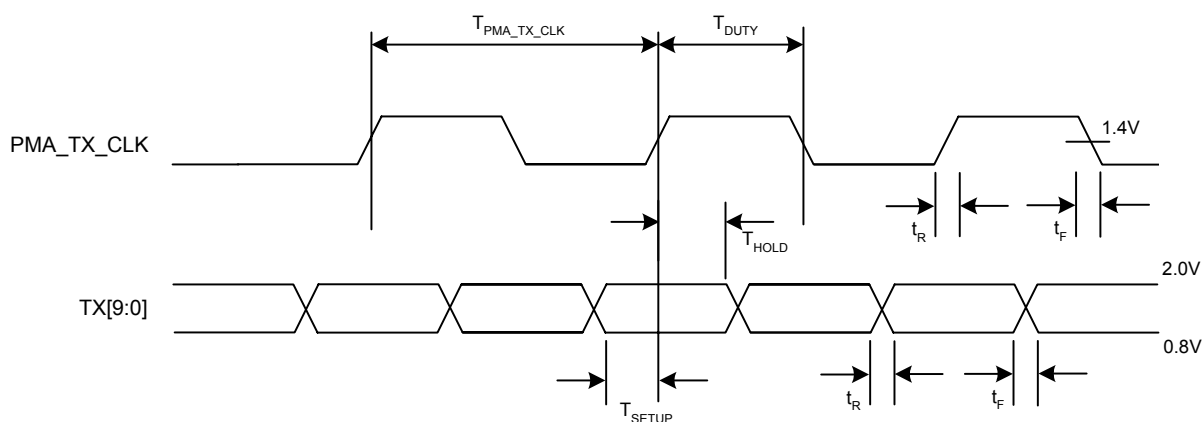 T_PMA_TX_CLK
T_DUTY
PMA_TX_CLK
1.4V
t_R
t_F
T_HOLD
2.0V
TX[9:0]
0.8V
t_R
t_F
T_SETUP